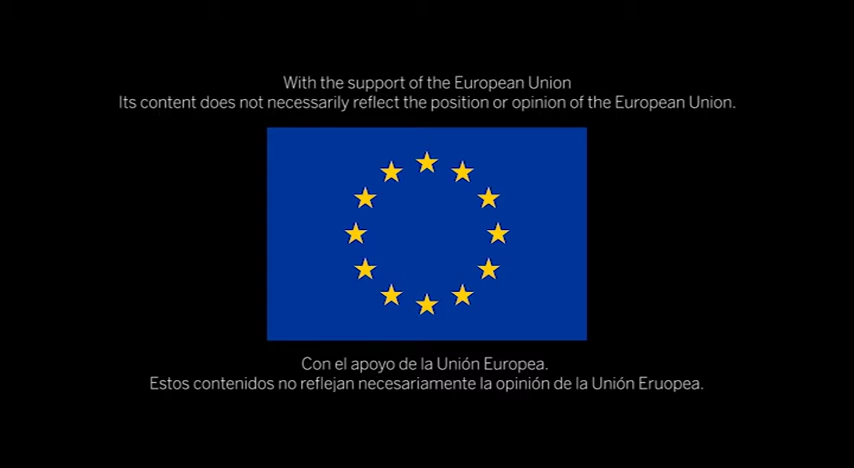 With the support of the European Union
Its content does not necessarily reflect the position or opinion of the European Union.
Con el apoyo de la Unión Europea.
Estos contenidos no reflejan necesariamente la opinión de la Unión Eruopea.